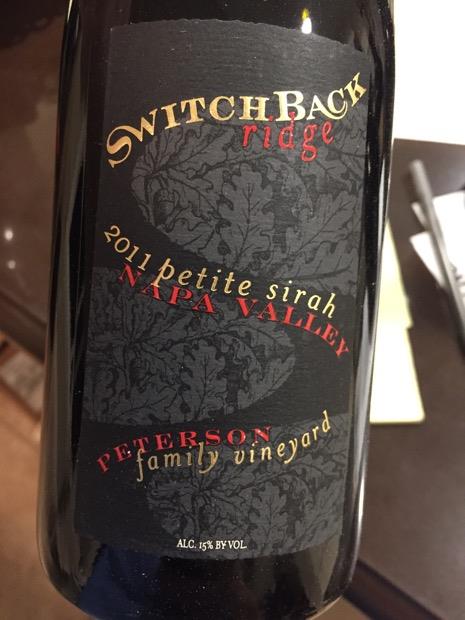 SWITCHBACK
ridge
2011 petite sirah
NAPA VALLEY
PETERSON
family vineyard
ALC. 15% BY VOL.